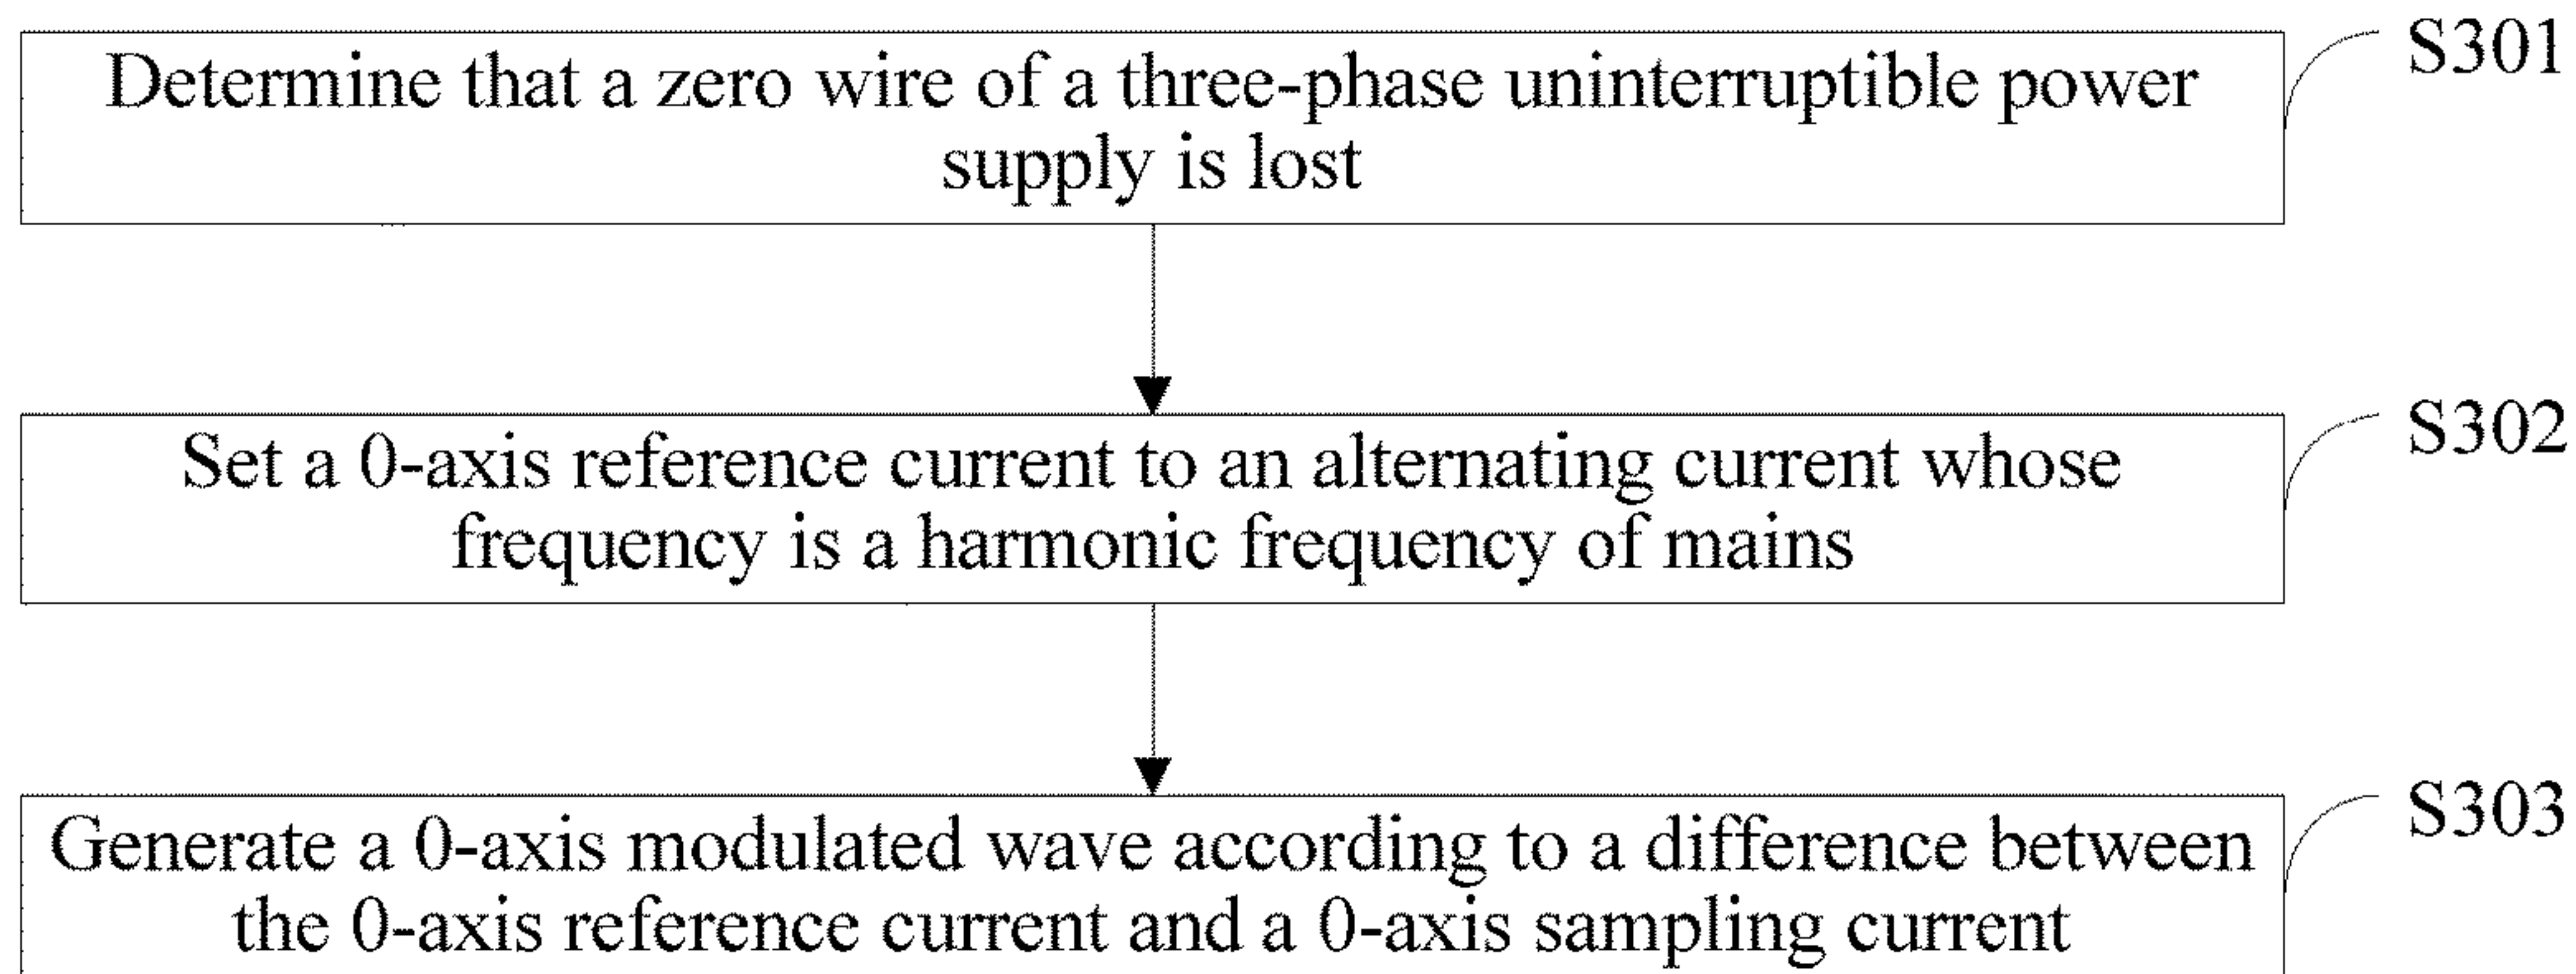 Determine that a zero wire of a three-phase uninterruptible power
supply is lost
S301
Set a 0-axis reference current to an alternating current whose
frequency is a harmonic frequency of mains
S302
Generate a 0-axis modulated wave according to a difference between
the 0-axis reference current and a 0-axis sampling current
S303